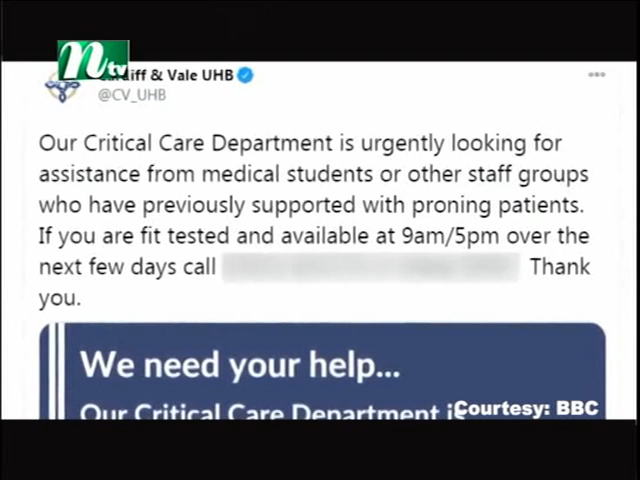 ntv
Cardiff & Vale UHB
@CV_UHB
Our Critical Care Department is urgently looking for
assistance from medical students or other staff groups
who have previously supported with proning patients.
If you are fit tested and available at 9am/5pm over the
next few days call Thank
you.
We need your help...
Our Critical Care Department is
Courtesy: BBC